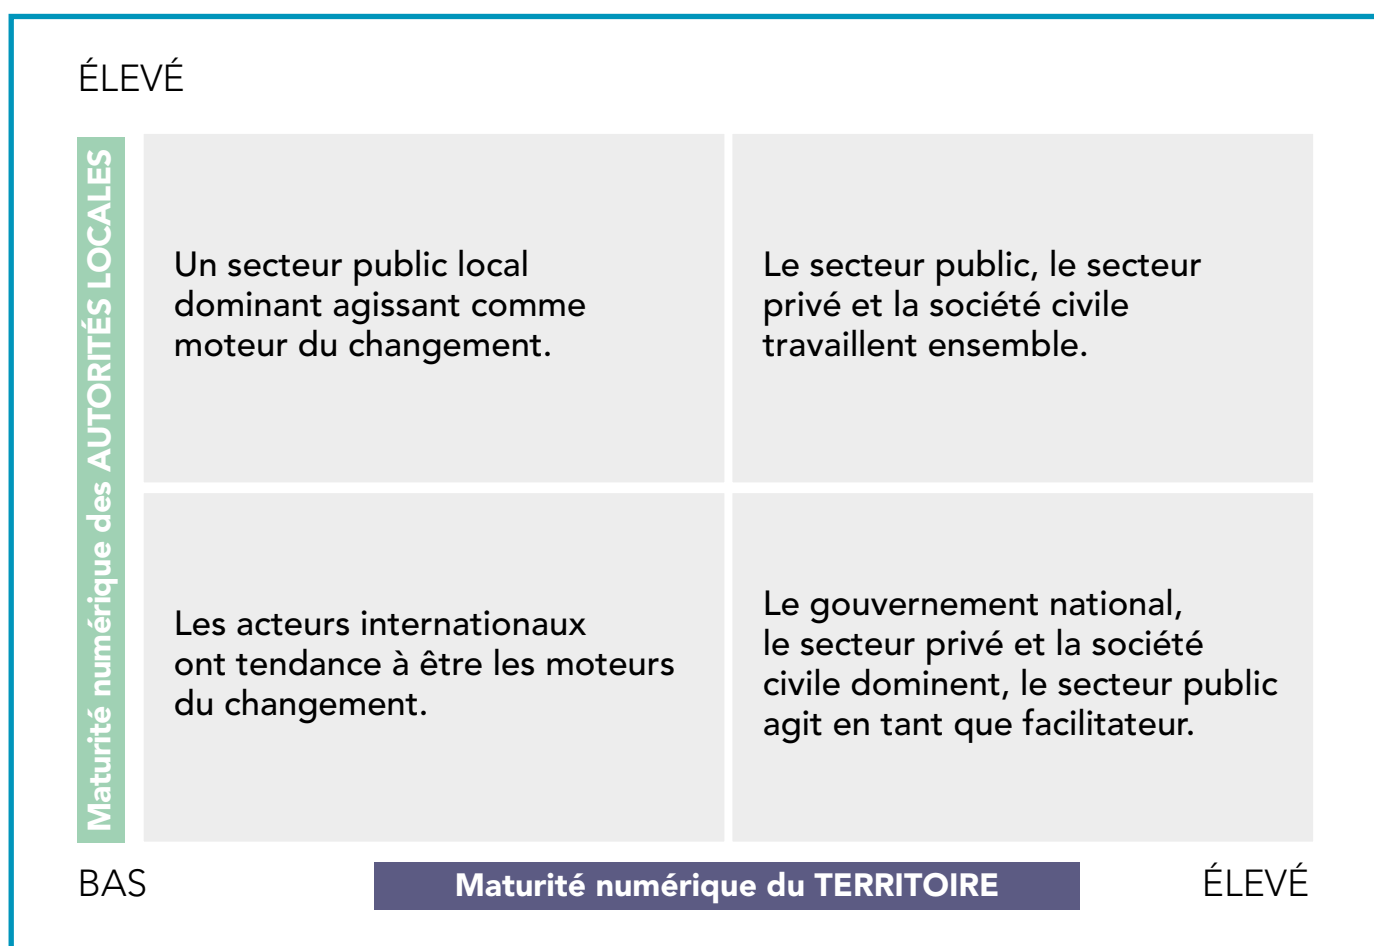 ÉLEVÉ
Maturité numérique des AUTORITÉS LOCALES
Un secteur public local
dominant agissant comme
moteur du changement.
Le secteur public, le secteur
privé et la société civile
travaillent ensemble.
Les acteurs internationaux
ont tendance à être les moteurs
du changement.
Le gouvernement national,
le secteur privé et la société
civile dominent, le secteur public
agit en tant que facilitateur.
BAS
Maturité numérique du TERRITOIRE
ÉLEVÉ